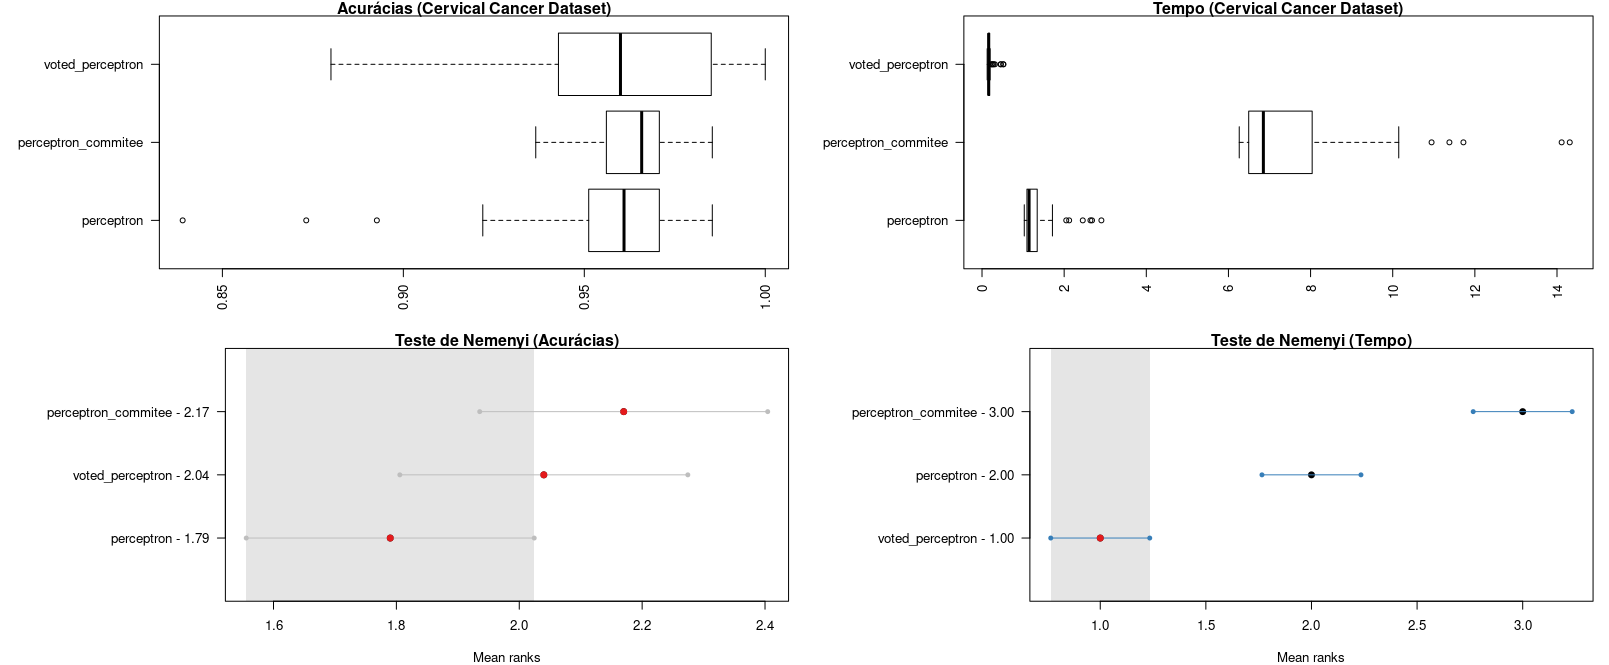 Acurácias (Cervical Cancer Dataset)
voted_perceptron
perceptron_commitee
perceptron
0.85
0.90
0.95
1.00
Tempo (Cervical Cancer Dataset)
voted_perceptron
perceptron_commitee
perceptron
0
2
4
6
8
10
12
14
Teste de Nemenyi (Acurácias)
perceptron_commitee - 2.17
voted_perceptron - 2.04
perceptron - 1.79
1.6
1.8
2.0
2.2
2.4
Mean ranks
Teste de Nemenyi (Tempo)
perceptron_commitee - 3.00
perceptron - 2.00
voted_perceptron - 1.00
1.0
1.5
2.0
2.5
3.0
Mean ranks